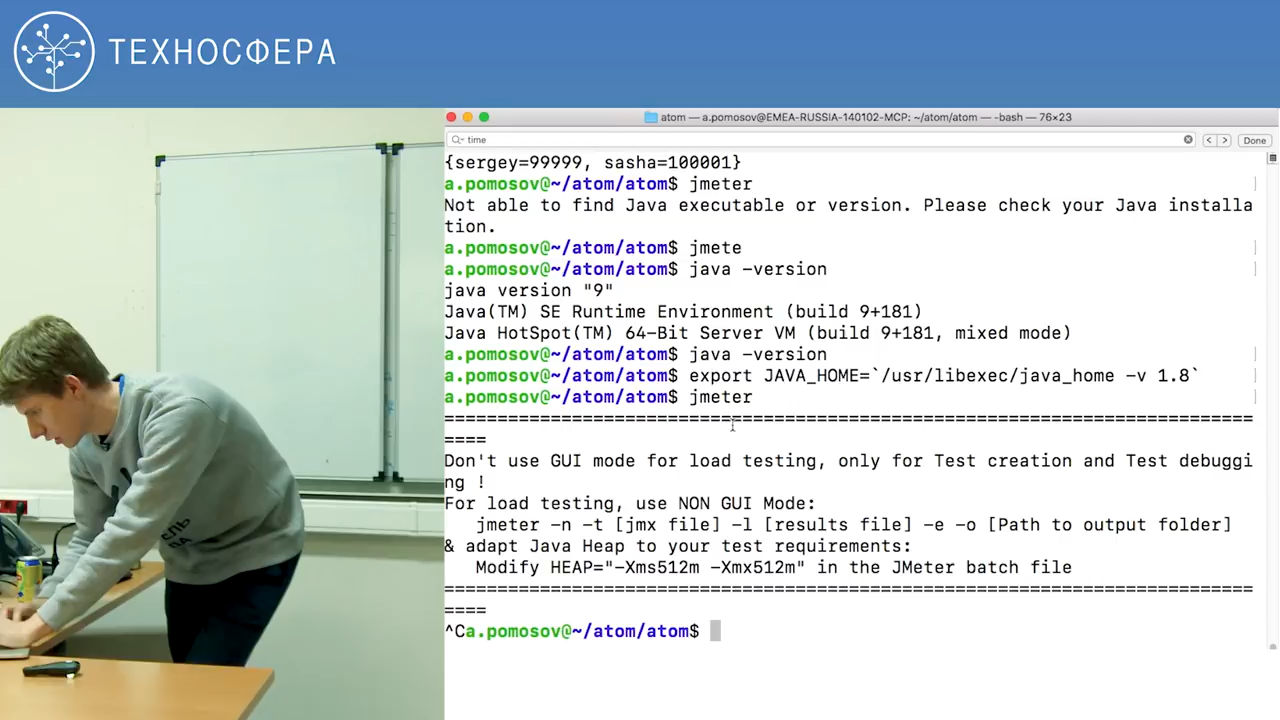 ТЕХНОСФЕРА
atom — a.pomosov@EMEA-RUSSIA-140102-MCP: ~/atom/atom — -bash — 76×23
time
Done
{sergey=99999, sasha=100001}
a.pomosov@~/atom/atom$ jmeter
Not able to find Java executable or version. Please check your Java installa
tion.
a.pomosov@~/atom/atom$ jmete
a.pomosov@~/atom/atom$ java -version
java version "9"
Java(TM) SE Runtime Environment (build 9+181)
Java HotSpot(TM) 64-Bit Server VM (build 9+181, mixed mode)
a.pomosov@~/atom/atom$ java -version
a.pomosov@~/atom/atom$ export JAVA_HOME=`/usr/libexec/java_home -v 1.8`
a.pomosov@~/atom/atom$ jmeter
============================================================================
====
Don't use GUI mode for load testing, only for Test creation and Test debuggi
ng !
For load testing, use NON GUI Mode:
   jmeter -n -t [jmx file] -l [results file] -e -o [Path to output folder]
& adapt Java Heap to your test requirements:
   Modify HEAP="-Xms512m -Xmx512m" in the JMeter batch file
============================================================================
====
^Ca.pomosov@~/atom/atom$